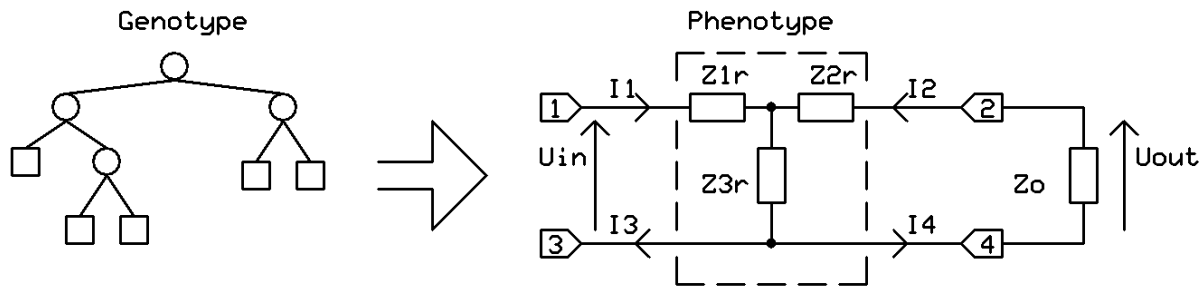 Genotype
Phenotype
Z1r Z2r
I1 I2
1 2
Uin Z3r Zo Uout
I3 I4
3 4